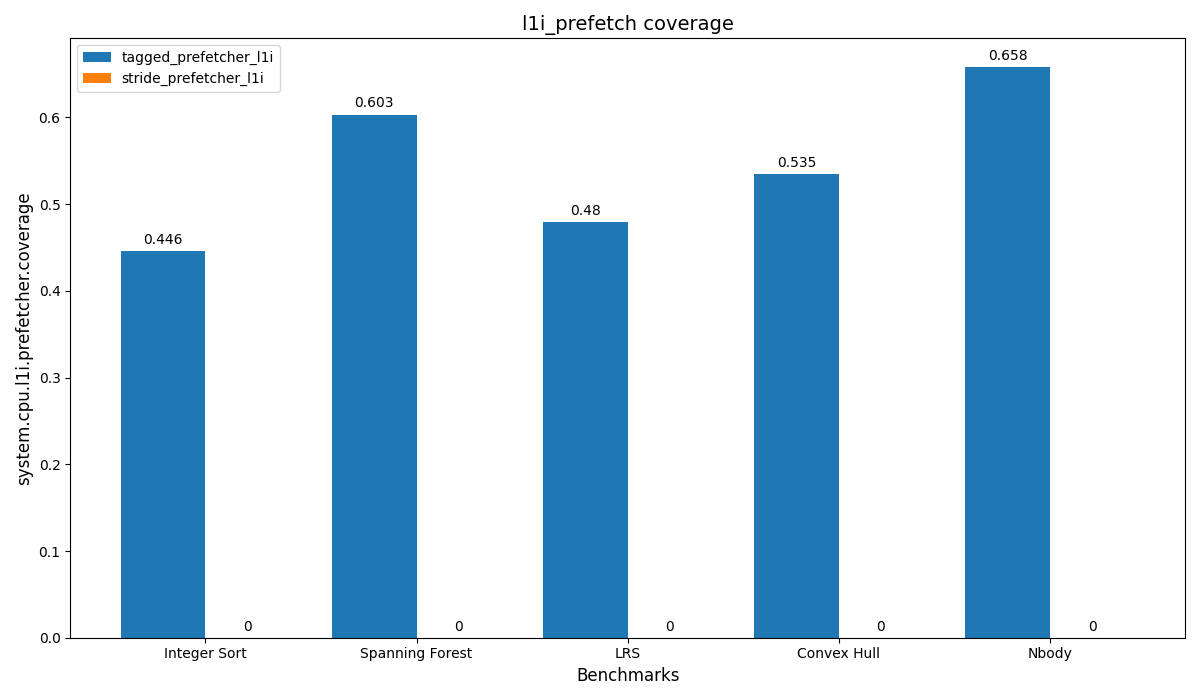 l1i_prefetch coverage
tagged_prefetcher_l1i
stride_prefetcher_l1i
system.cpu.l1i.prefetcher.coverage
0.6
0.5
0.4
0.3
0.2
0.1
0.0
0.446
0
0.603
0
0.48
0
0.535
0
0.658
0
Integer Sort
Spanning Forest
LRS
Convex Hull
Nbody
Benchmarks